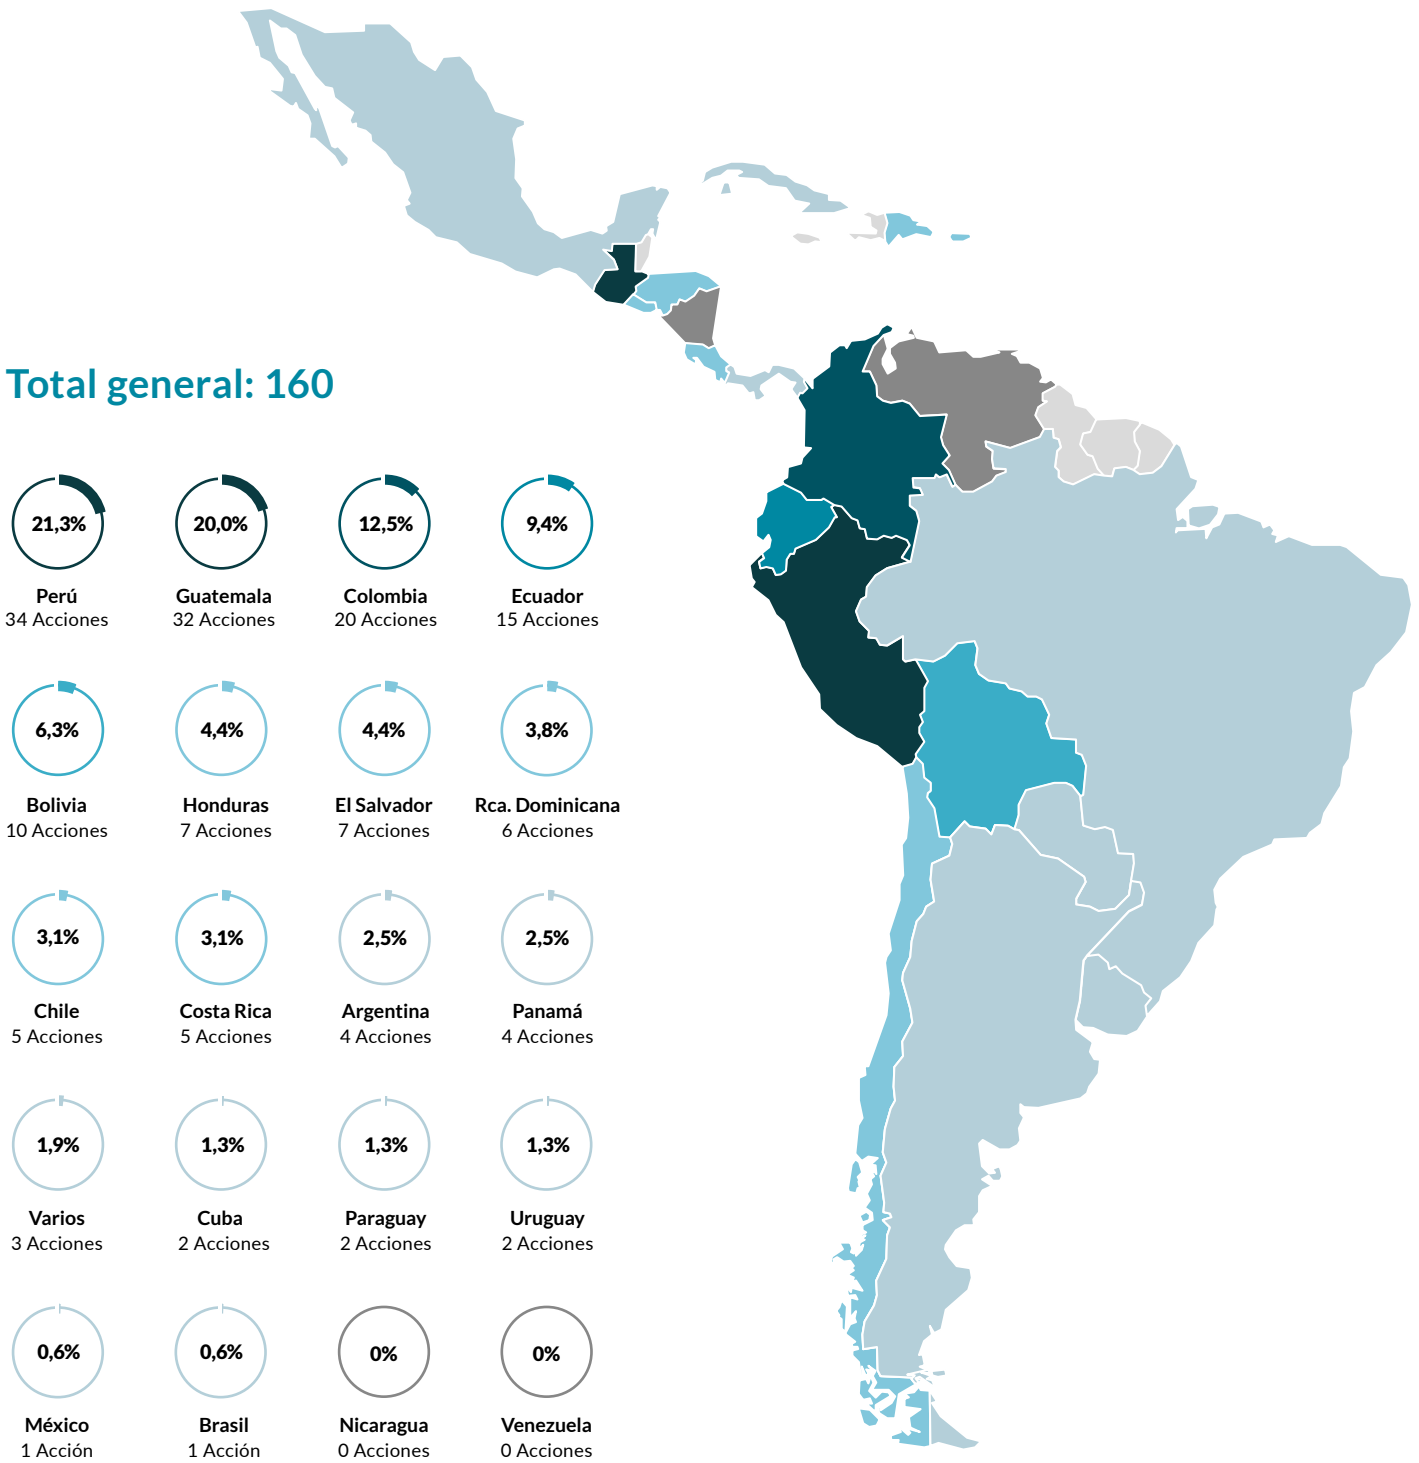 Total general: 160
21,3%
20,0%
12,5%
9,4%
Perú
Guatemala
Colombia
Ecuador
34 Acciones
32 Acciones
20 Acciones
15 Acciones
6,3%
4,4%
4,4%
3,8%
Bolivia
Honduras
El Salvador
Rca. Dominicana
10 Acciones
7 Acciones
7 Acciones
6 Acciones
3,1%
3,1%
2,5%
2,5%
Chile
Costa Rica
Argentina
Panamá
5 Acciones
5 Acciones
4 Acciones
4 Acciones
1,9%
1,3%
1,3%
1,3%
Varios
Cuba
Paraguay
Uruguay
3 Acciones
2 Acciones
2 Acciones
2 Acciones
0,6%
0,6%
0%
0%
México
Brasil
Nicaragua
Venezuela
1 Acción
1 Acción
0 Acciones
0 Acciones